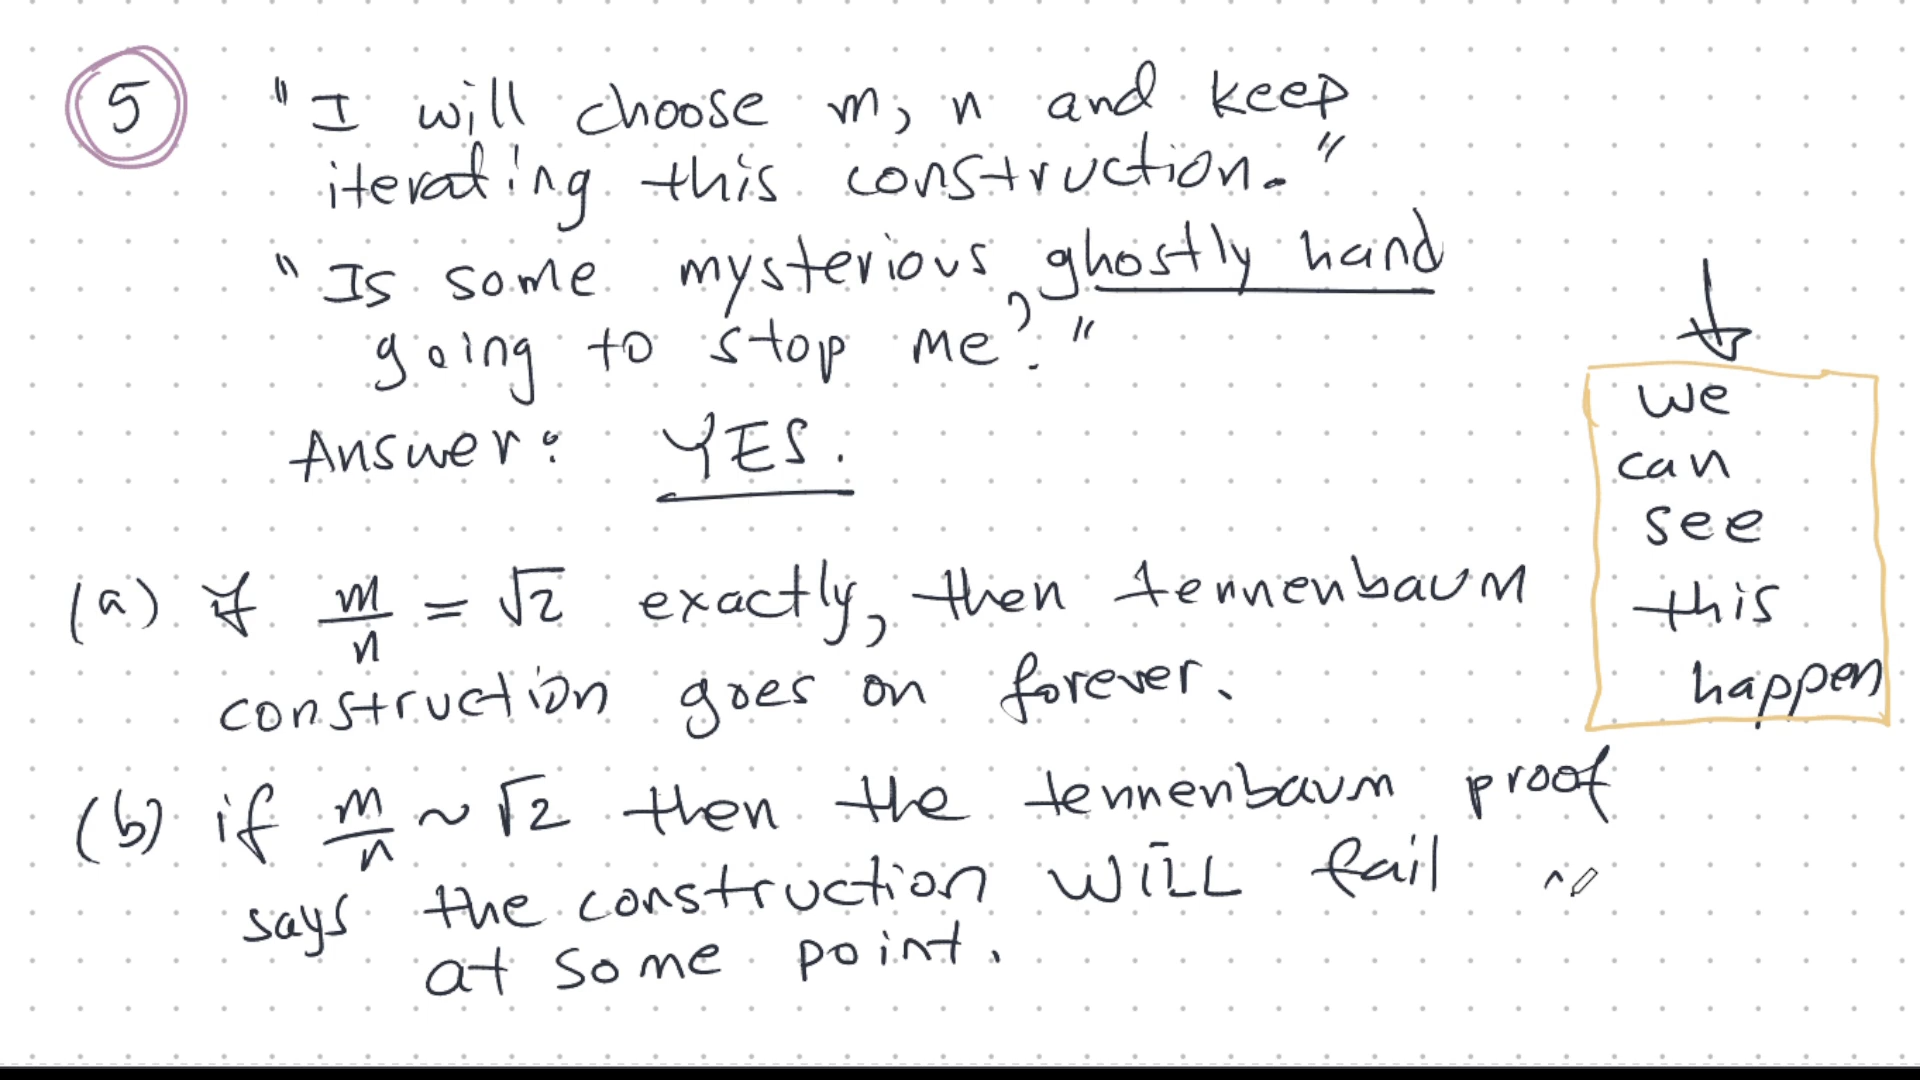 5
"I will choose m, n and keep
iterating this construction."
"Is some mysterious ghostly hand
going to stop me?"
Answer: YES.
(a) if m/n = √2 exactly, then tennenbaum
construction goes on forever.
(b) if m/n ~ √2 then the tennenbaum proof
says the construction WILL fail
at some point.
we
can
see
this
happen